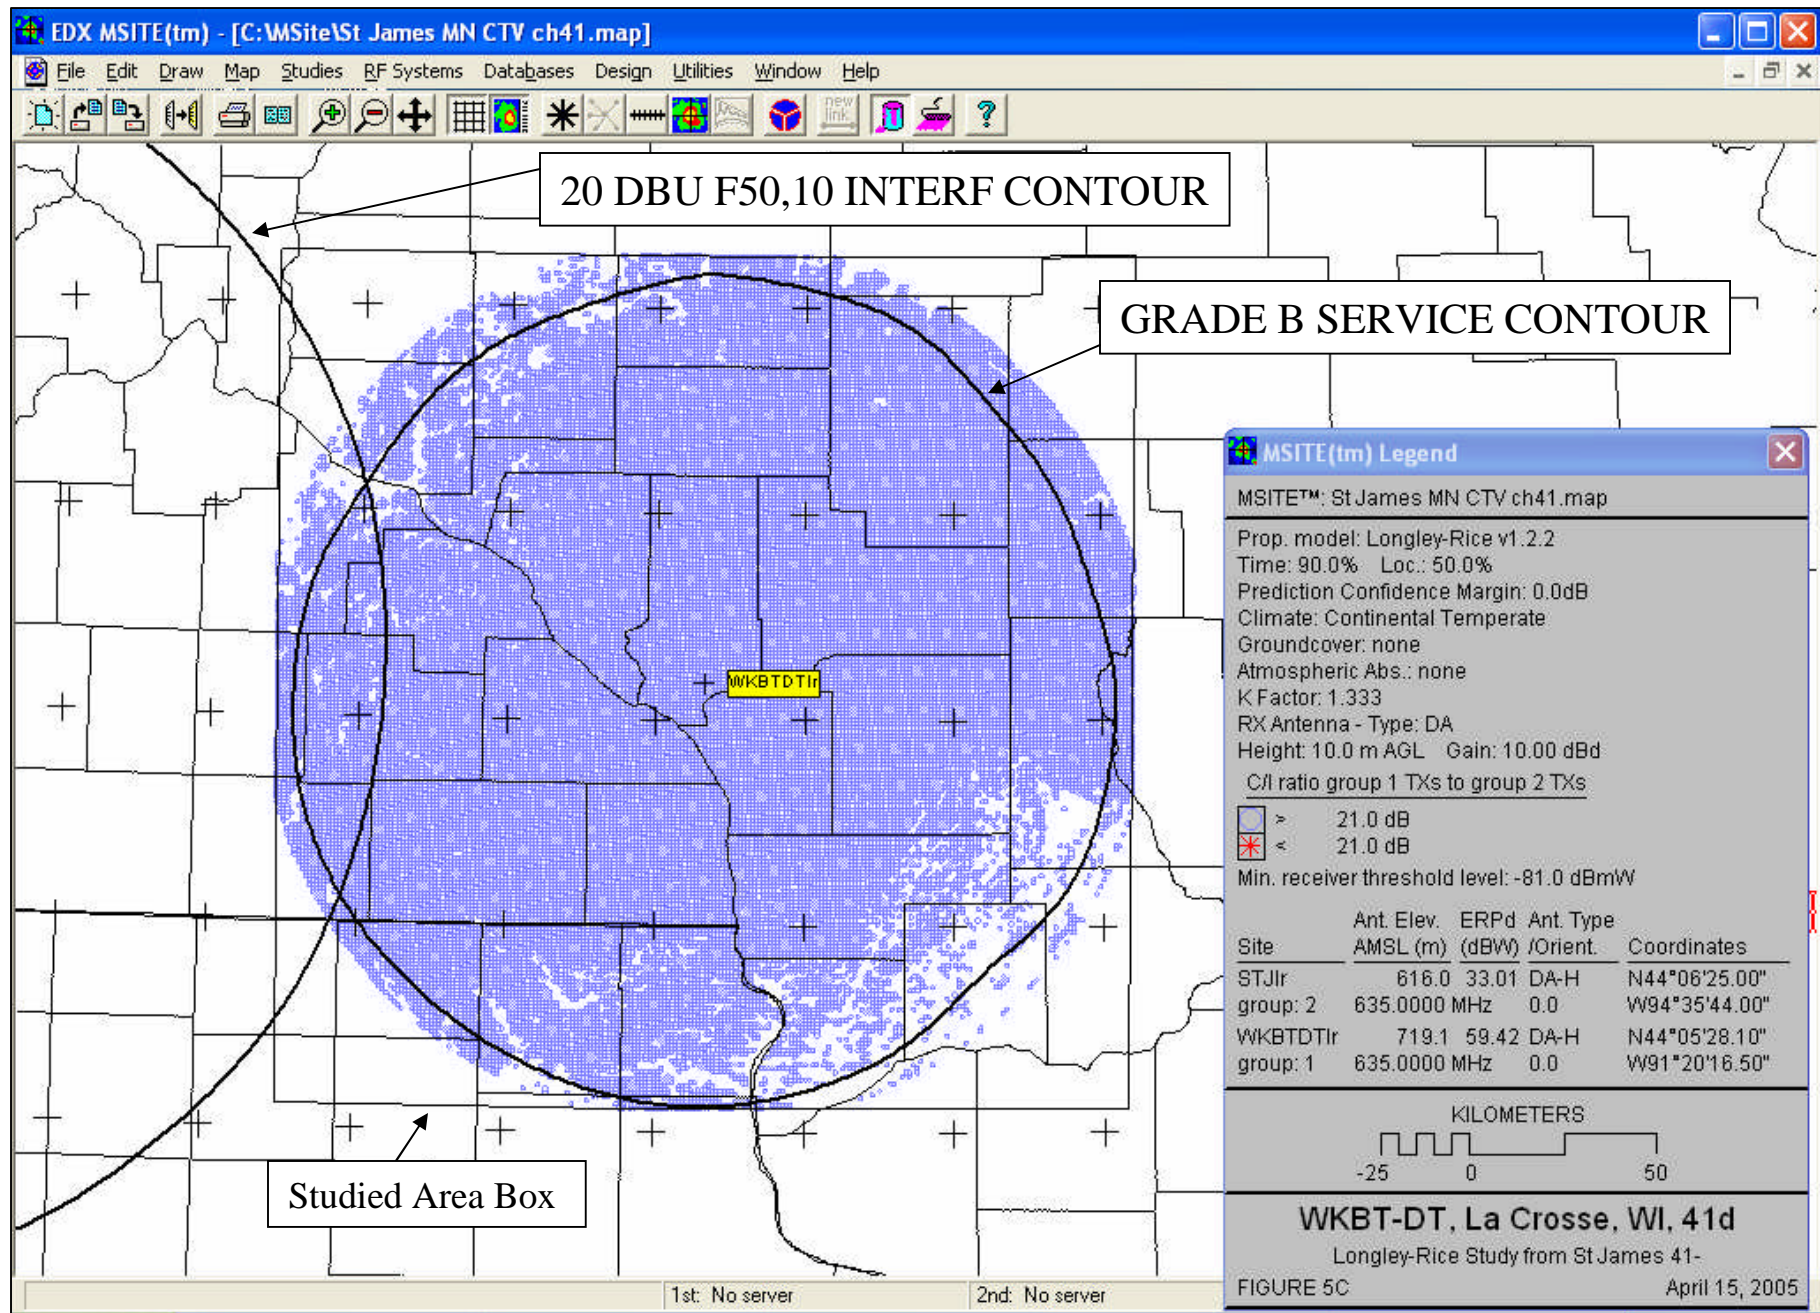 EDX MSITE(tm) - [C:\MSite\St James MN CTV ch41.map]
File Edit Draw Map Studies RF Systems Databases Design Utilities Window Help
new link
20 DBU F50,10 INTERF CONTOUR
GRADE B SERVICE CONTOUR
WKBTDTlr
Studied Area Box
MSITE(tm) Legend
MSITE™: St James MN CTV ch41.map
Prop. model: Longley-Rice v1.2.2
Time: 90.0% Loc.: 50.0%
Prediction Confidence Margin: 0.0dB
Climate: Continental Temperate
Groundcover: none
Atmospheric Abs.: none
K Factor: 1.333
RX Antenna - Type: DA
Height: 10.0 m AGL Gain: 10.00 dBd
C/I ratio group 1 TXs to group 2 TXs
> 21.0 dB
< 21.0 dB
Min. receiver threshold level: -81.0 dBmW
Ant. Elev. ERPd Ant. Type
Site AMSL (m) (dBW) /Orient. Coordinates
STJlr 616.0 33.01 DA-H N44°06'25.00"
group: 2 635.0000 MHz 0.0 W94°35'44.00"
WKBTDTlr 719.1 59.42 DA-H N44°05'28.10"
group: 1 635.0000 MHz 0.0 W91°20'16.50"
KILOMETERS
-25 0 50
WKBT-DT, La Crosse, WI, 41d
Longley-Rice Study from St James 41-
FIGURE 5C April 15, 2005
1st: No server 2nd: No server